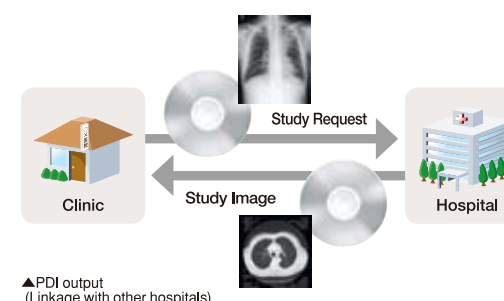 Study Request
Clinic
Study Image
Hospital
▲PDI output
(Linkage with other hospitals)